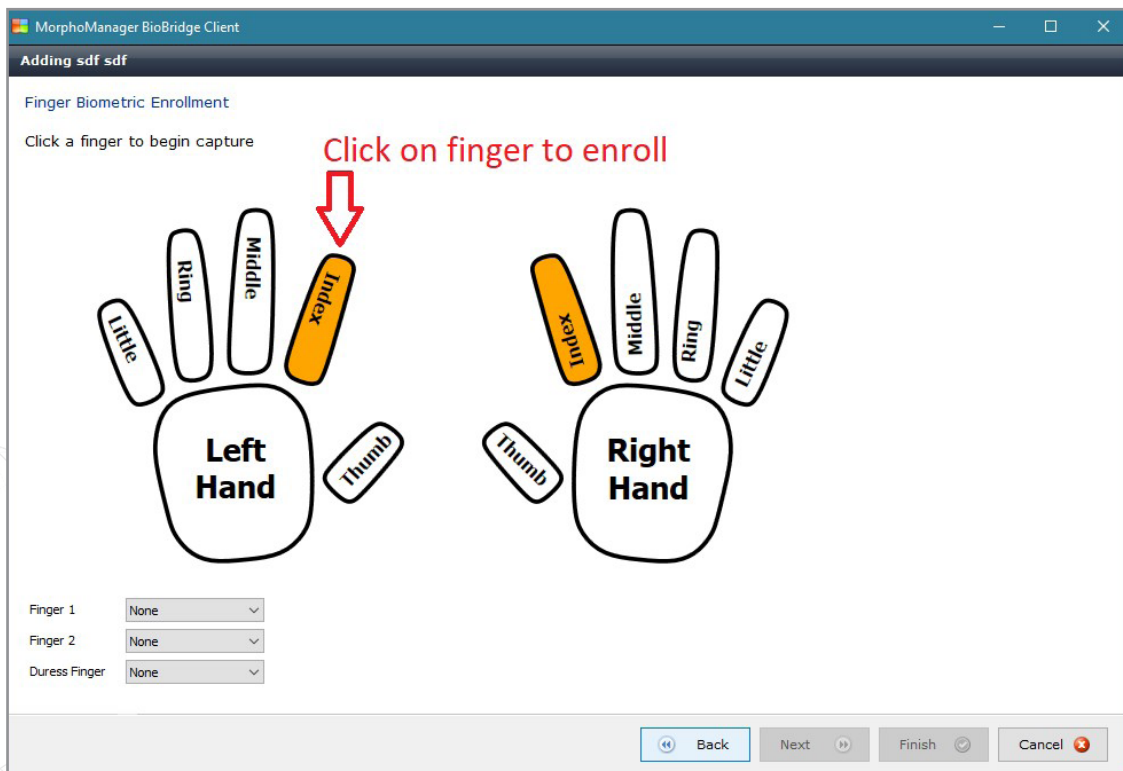 MorphoManager BioBridge Client
Adding sdf sdf
Finger Biometric Enrollment
Click a finger to begin capture
Click on finger to enroll
Little
Ring
Middle
Index
Thumb
Left
Hand
Thumb
Index
Middle
Ring
Little
Right
Hand
Finger 1 None
Finger 2 None
Duress Finger None
Back Next Finish Cancel